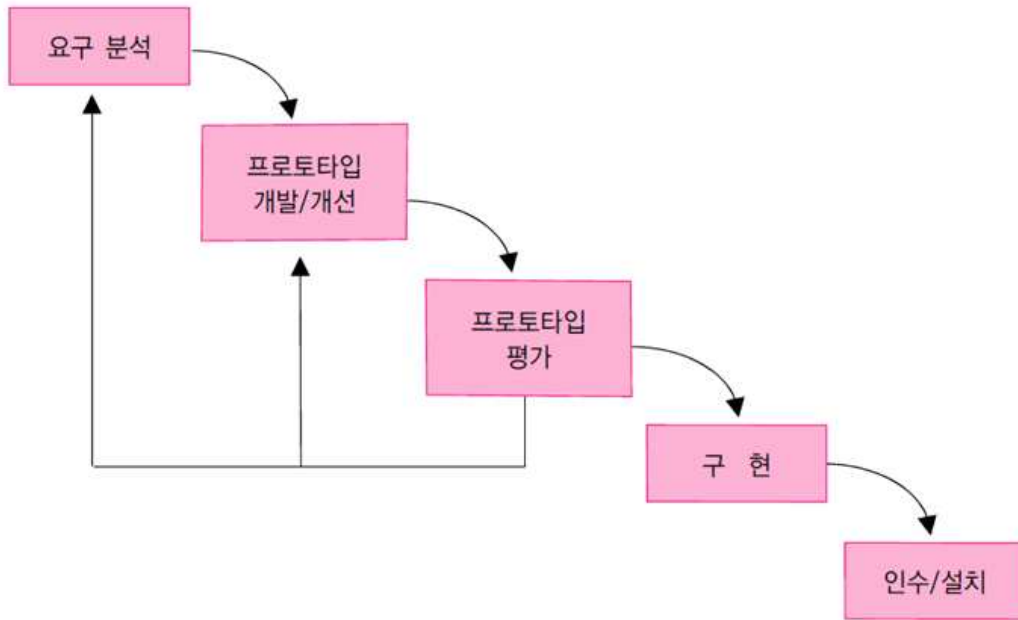 요구 분석
프로토타입
개발/개선
프로토타입
평가
구 현
인수/설치